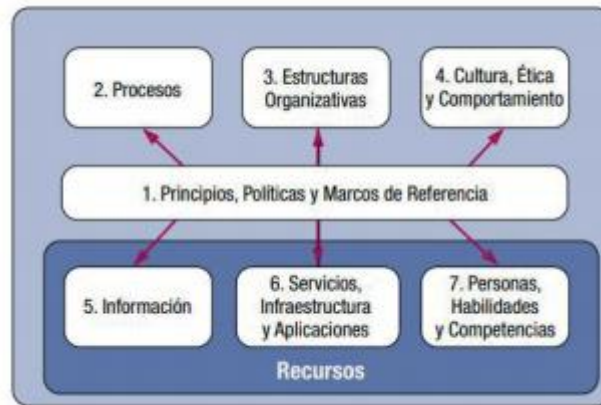 2. Procesos
3. Estructuras
Organizativas
4. Cultura, Ética
y Comportamiento
1. Principios, Políticas y Marcos de Referencia
5. Información
6. Servicios,
Infraestructura
y Aplicaciones
7. Personas,
Habilidades
y Competencias
Recursos